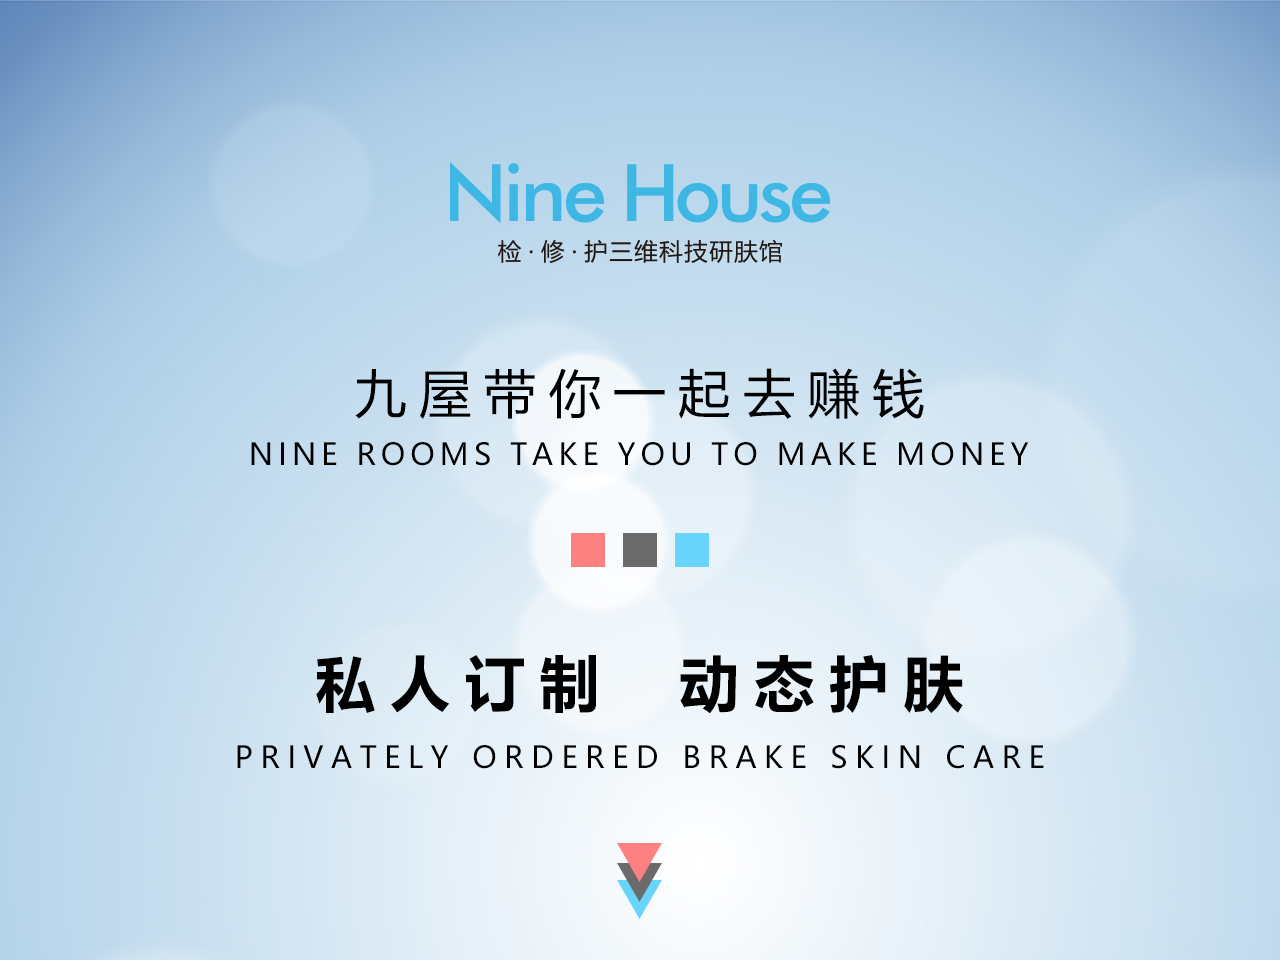 Nine House
检·修·护三维科技研肤馆
九屋带你一起去赚钱
NINE ROOMS TAKE YOU TO MAKE MONEY
私人订制 动态护肤
PRIVATELY ORDERED BRAKE SKIN CARE